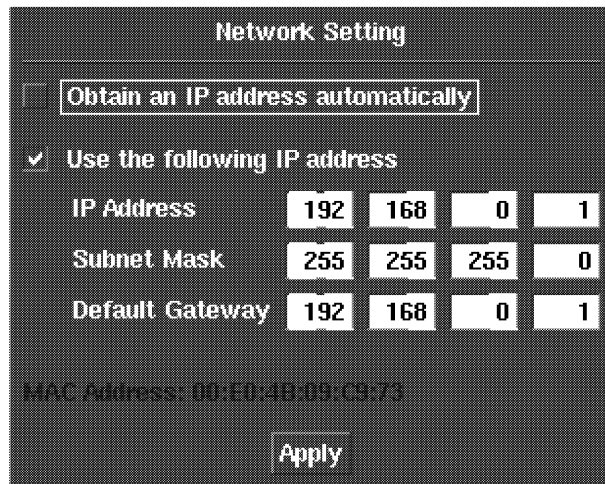 Network Setting
Obtain an IP address automatically
Use the following IP address
IP Address 192 168 0 1
Subnet Mask 255 255 255 0
Default Gateway 192 168 0 1
MAC Address: 00:E0:4B:09:C9:73
Apply